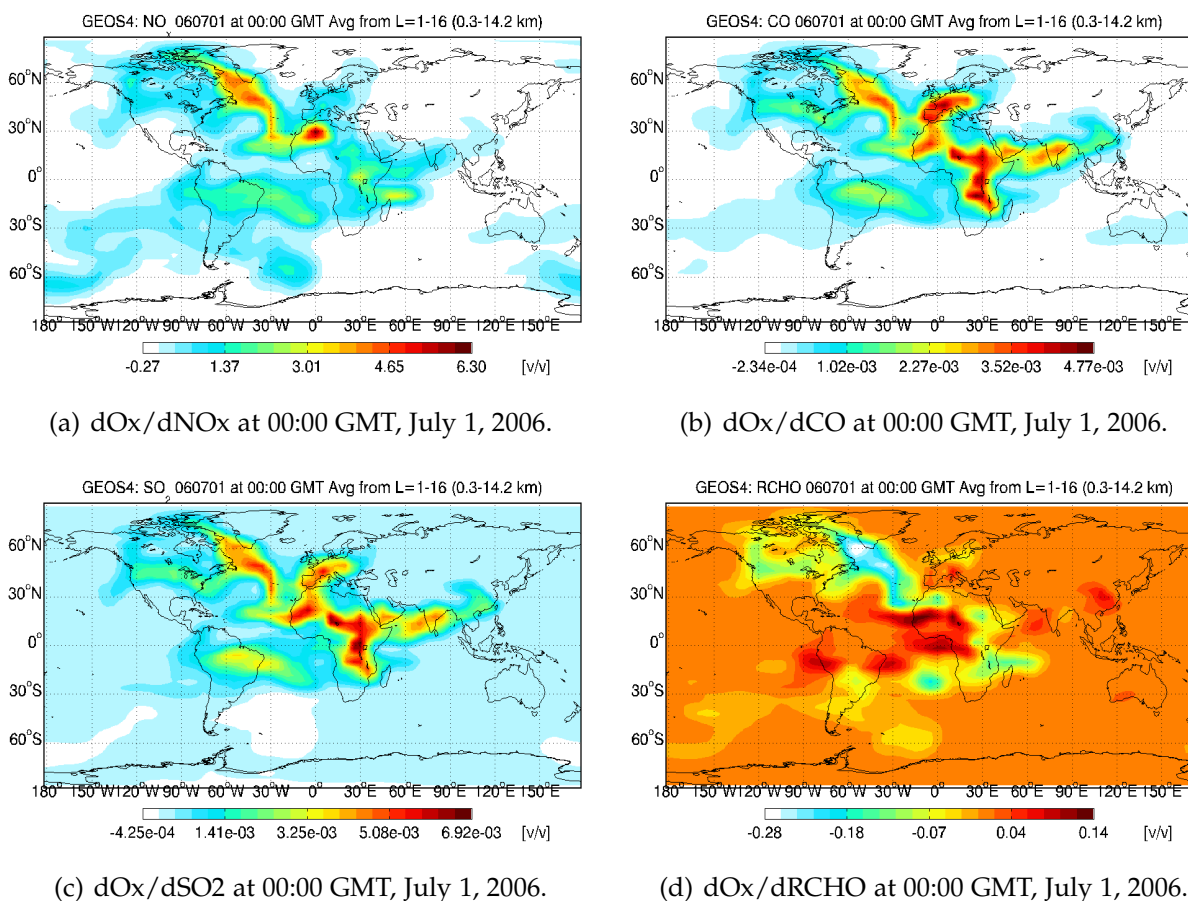 GEOS4: NOx 060701 at 00:00 GMT Avg from L=1-16 (0.3-14.2 km)
60°N
30°N
0°
30°S
60°S
180°W150°W120°W90°W 60°W 30°W 0° 30°E 60°E 90°E 120°E 150°E
-0.27 1.37 3.01 4.65 6.30 [v/v]
(a) dOx/dNOx at 00:00 GMT, July 1, 2006.
GEOS4: CO 060701 at 00:00 GMT Avg from L=1-16 (0.3-14.2 km)
60°N
30°N
0°
30°S
60°S
180°W150°W120°W90°W 60°W 30°W 0° 30°E 60°E 90°E 120°E 150°E
-2.34e-04 1.02e-03 2.27e-03 3.52e-03 4.77e-03 [v/v]
(b) dOx/dCO at 00:00 GMT, July 1, 2006.
GEOS4: SO2 060701 at 00:00 GMT Avg from L=1-16 (0.3-14.2 km)
60°N
30°N
0°
30°S
60°S
180°W150°W120°W90°W 60°W 30°W 0° 30°E 60°E 90°E 120°E 150°E
-4.25e-04 1.41e-03 3.25e-03 5.08e-03 6.92e-03 [v/v]
(c) dOx/dSO2 at 00:00 GMT, July 1, 2006.
GEOS4: RCHO 060701 at 00:00 GMT Avg from L=1-16 (0.3-14.2 km)
60°N
30°N
0°
30°S
60°S
180°W150°W120°W90°W 60°W 30°W 0° 30°E 60°E 90°E 120°E 150°E
-0.28 -0.18 -0.07 0.04 0.14 [v/v]
(d) dOx/dRCHO at 00:00 GMT, July 1, 2006.